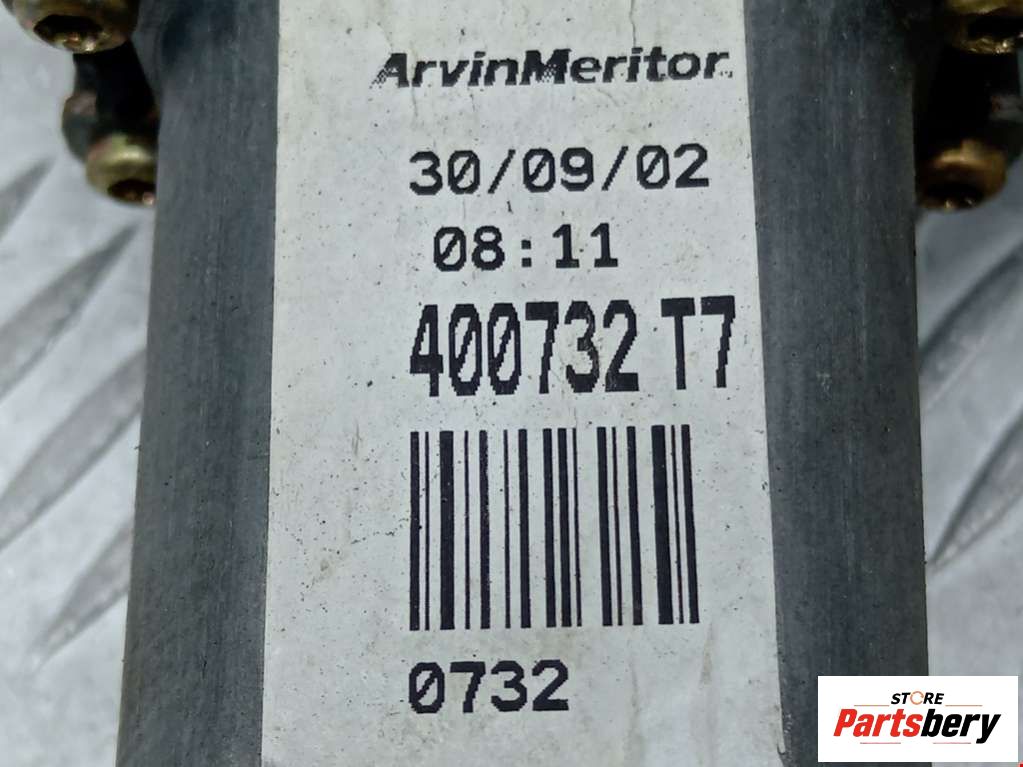 ArvinMeritor
30/09/02
08:11
400732 T7
0732
STORE
Partsbery